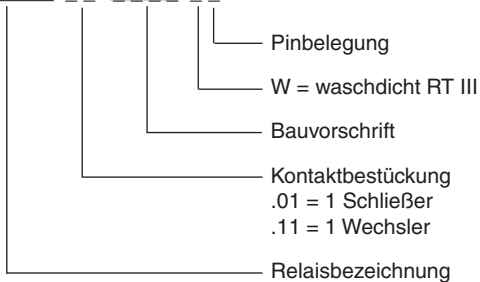 Pinbelegung
W = waschdicht RT III
Bauvorschrift
Kontaktbestückung
.01 = 1 Schließer
.11 = 1 Wechsler
Relaisbezeichnung